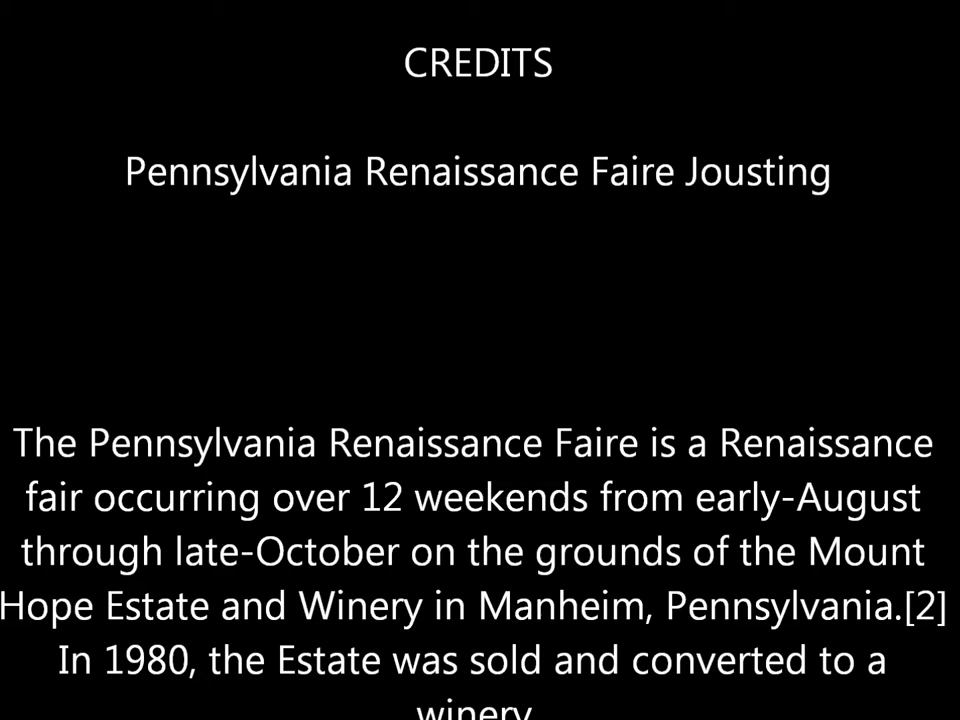 CREDITS
Pennsylvania Renaissance Faire Jousting
The Pennsylvania Renaissance Faire is a Renaissance
fair occurring over 12 weekends from early-August
through late-October on the grounds of the Mount
Hope Estate and Winery in Manheim, Pennsylvania.[2]
In 1980, the Estate was sold and converted to a
winery